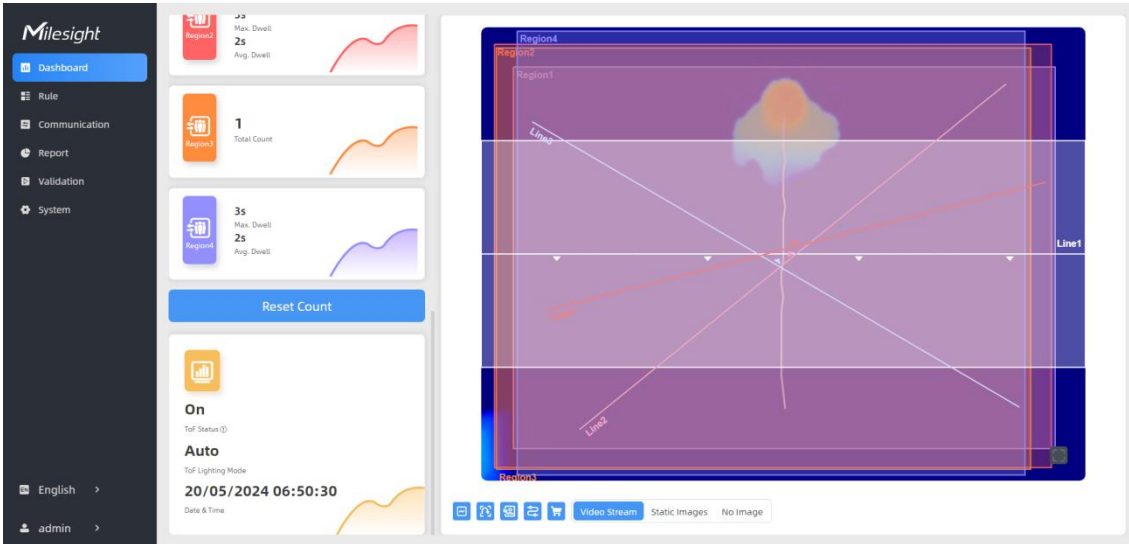 Milesight
Dashboard
Rule
Communication
Report
Validation
System
EN English >
admin >
Region2
Max. Dwell
2s
Avg. Dwell
Region3
1
Total Count
Region4
3s
Max. Dwell
2s
Avg. Dwell
Reset Count
On
ToF Status
Auto
ToF Lighting Mode
20/05/2024 06:50:30
Date & Time
Region4
Region2
Region1
Line3
Line1
Line2
Region3
Video Stream Static Images No Image